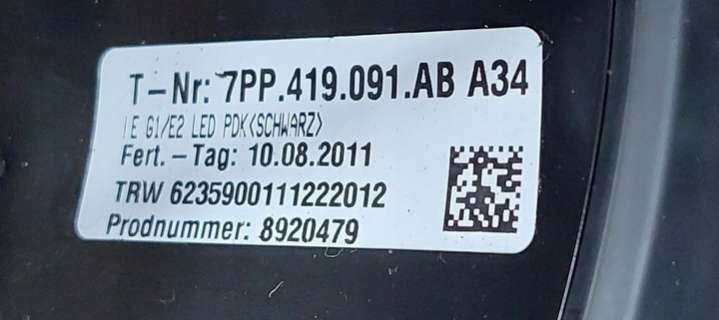 T-Nr: 7PP.419.091.AB A34
I E G1/E2 LED PDK<SCHWARZ>
Fert.-Tag: 10.08.2011
TRW 6235900111222012
Prodnummer: 8920479